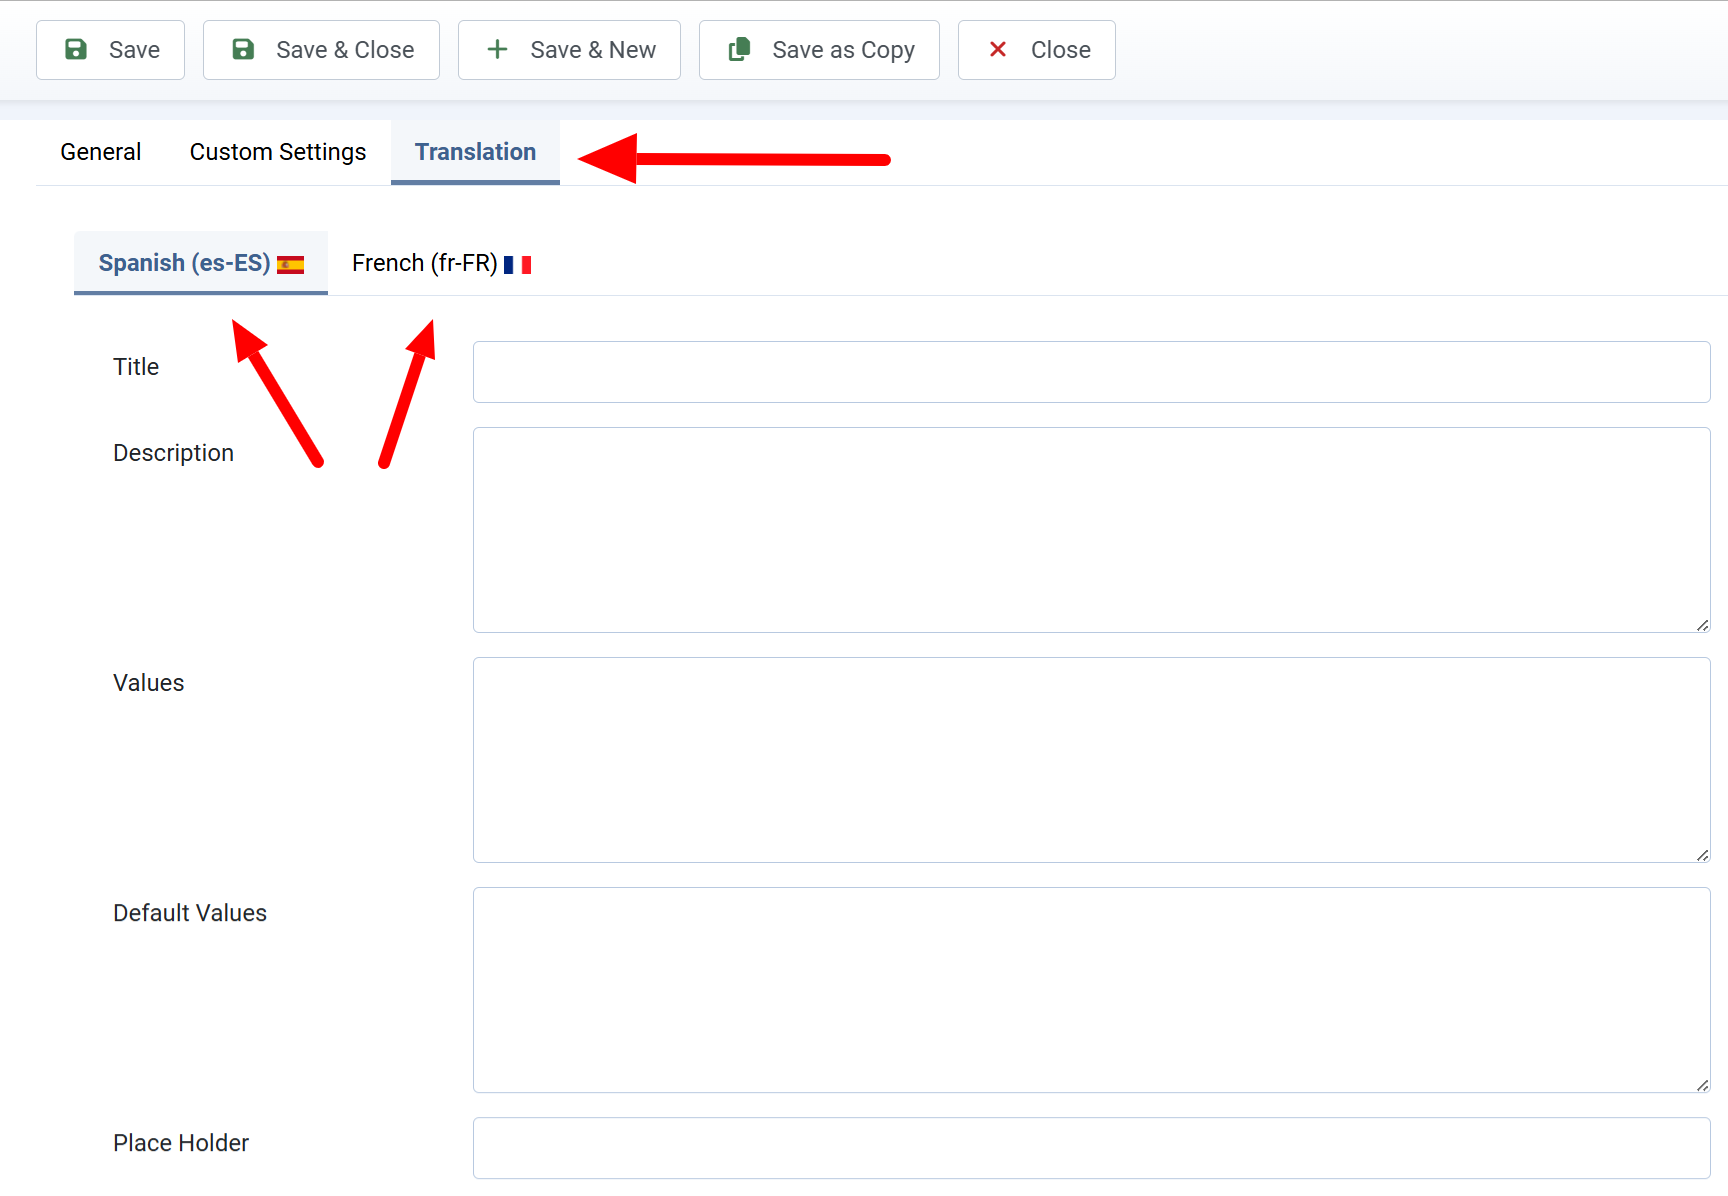 Save Save & Close Save & New Save as Copy Close
General Custom Settings Translation
Spanish (es-ES) French (fr-FR)
Title
Description
Values
Default Values
Place Holder